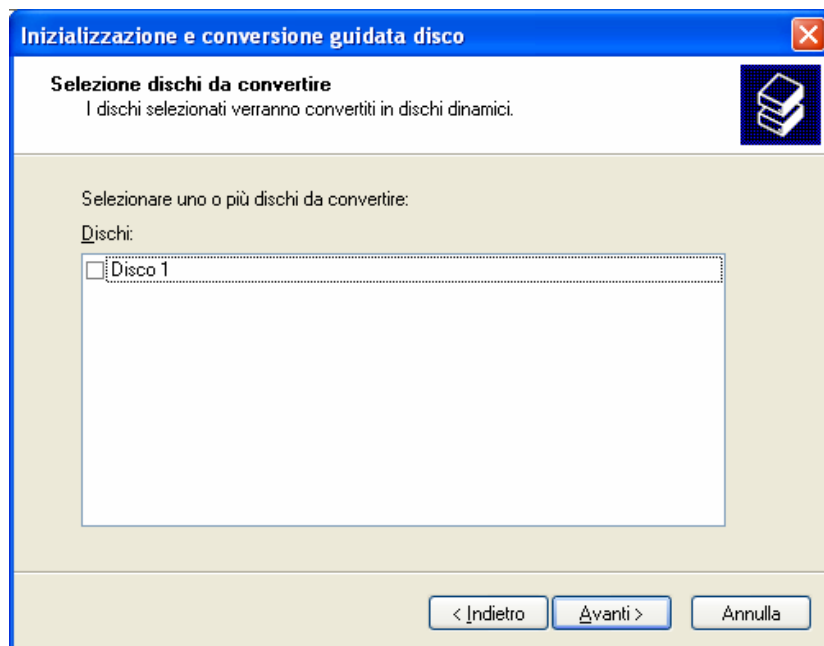 Inizializzazione e conversione guidata disco
Selezione dischi da convertire
I dischi selezionati verranno convertiti in dischi dinamici.
Selezionare uno o più dischi da convertire:
Dischi:
Disco 1
< Indietro
Avanti >
Annulla